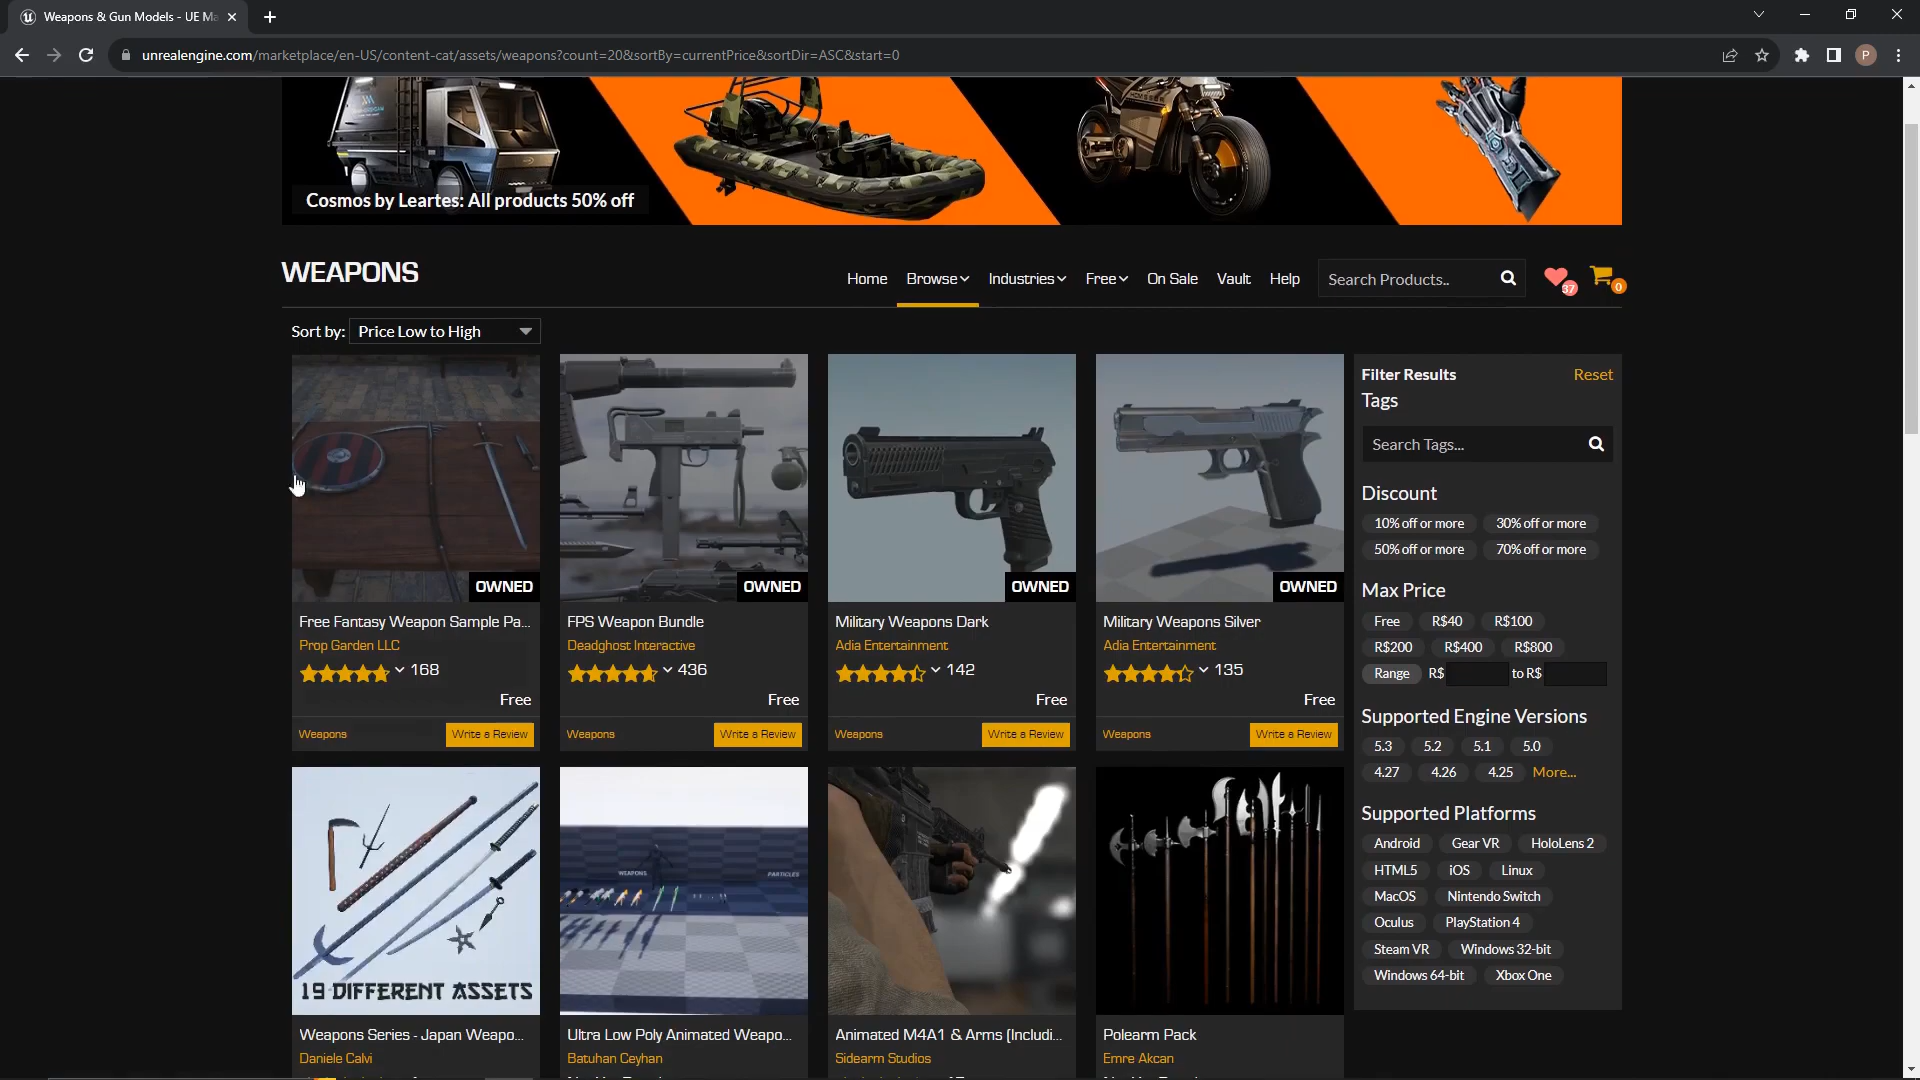 Weapons & Gun Models - UE Ma
unrealengine.com/marketplace/en-US/content-cat/assets/weapons?count=20&sortBy=currentPrice&sortDir=ASC&start=0
P
Cosmos by Leartes: All products 50% off
WEAPONS
Home Browse Industries Free On Sale Vault Help Search Products.. 37 0
Sort by: Price Low to High
OWNED OWNED OWNED OWNED
Free Fantasy Weapon Sample Pa... FPS Weapon Bundle Military Weapons Dark Military Weapons Silver
Prop Garden LLC Deadghost Interactive Adia Entertainment Adia Entertainment
168 436 142 135
Free Free Free Free
Weapons Write a Review Weapons Write a Review Weapons Write a Review Weapons Write a Review
19 DIFFERENT ASSETS
WEAPONS PARTICLES
Weapons Series - Japan Weapo... Ultra Low Poly Animated Weapo... Animated M4A1 & Arms (Includi... Polearm Pack
Daniele Calvi Batuhan Ceyhan Sidearm Studios Emre Akcan
Filter Results Reset
Tags
Search Tags...
Discount
10% off or more 30% off or more
50% off or more 70% off or more
Max Price
Free R$40 R$100
R$200 R$400 R$800
Range R$ to R$
Supported Engine Versions
5.3 5.2 5.1 5.0
4.27 4.26 4.25 More...
Supported Platforms
Android Gear VR HoloLens 2
HTML5 iOS Linux
MacOS Nintendo Switch
Oculus PlayStation 4
Steam VR Windows 32-bit
Windows 64-bit Xbox One